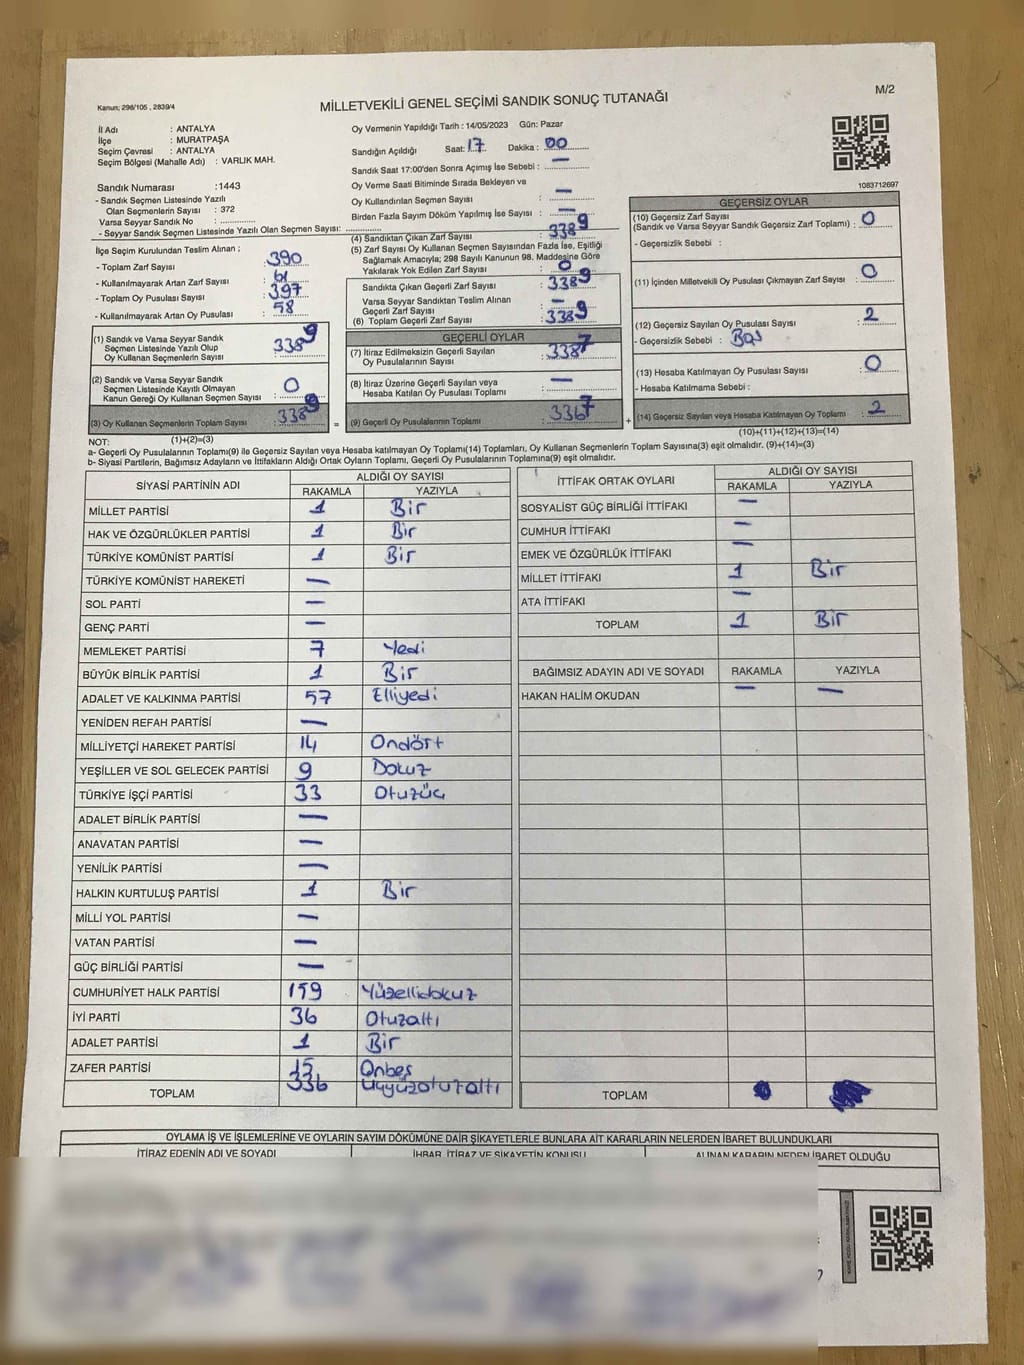 Kanun; 298/105 , 2839/4
MİLLETVEKİLİ GENEL SEÇİMİ SANDIK SONUÇ TUTANAĞI
M/2
İl Adı : ANTALYA
İlçe : MURATPAŞA
Seçim Çevresi : ANTALYA
Seçim Bölgesi (Mahalle Adı) : VARLIK MAH.
Oy Vermenin Yapıldığı Tarih : 14/05/2023 Gün: Pazar
Sandığın Açıldığı Saat: 17 Dakika : 00
Sandık Saat 17:00'den Sonra Açımış İse Sebebi : —
Oy Verme Saati Bitiminde Sırada Bekleyen ve
Oy Kullandırılan Seçmen Sayısı : —
Birden Fazla Sayım Döküm Yapılmış İse Sayısı : —
1083712697
Sandık Numarası :1443
- Sandık Seçmen Listesinde Yazılı
Olan Seçmenlerin Sayısı : 372
Varsa Seyyar Sandık No :
- Seyyar Sandık Seçmen Listesinde Yazılı Olan Seçmen Sayısı:
İlçe Seçim Kurulundan Teslim Alınan ;
- Toplam Zarf Sayısı : 390
- Kullanılmayarak Artan Zarf Sayısı : 61
- Toplam Oy Pusulası Sayısı : 397
- Kullanılmayarak Artan Oy Pusulası : 58
(1) Sandık ve Varsa Seyyar Sandık
Seçmen Listesinde Yazılı Olup
Oy Kullanan Seçmenlerin Sayısı : 338 9
(2) Sandık ve Varsa Seyyar Sandık
Seçmen Listesinde Kayıtlı Olmayan
Kanun Gereği Oy Kullanan Seçmen Sayısı : 0
(3) Oy Kullanan Seçmenlerin Toplam Sayısı : 338 9
(1)+(2)=(3)
(4) Sandıktan Çıkan Zarf Sayısı : 338 9
(5) Zarf Sayısı Oy Kullanan Seçmen Sayısından Fazla İse, Eşitliği
Sağlamak Amacıyla; 298 Sayılı Kanunun 98. Maddesine Göre
Yakılarak Yok Edilen Zarf Sayısı : 0
Sandıkta Çıkan Geçerli Zarf Sayısı : 338 9
Varsa Seyyar Sandıktan Teslim Alınan
Geçerli Zarf Sayısı : —
(6) Toplam Geçerli Zarf Sayısı : 338 9
GEÇERLİ OYLAR
(7) İtiraz Edilmeksizin Geçerli Sayılan
Oy Pusulalarının Sayısı : 338 7
(8) İtiraz Üzerine Geçerli Sayılan veya
Hesaba Katılan Oy Pusulası Toplamı : —
= (9) Geçerli Oy Pusulalarının Toplamı : 336 7 +
GEÇERSİZ OYLAR
(10) Geçersiz Zarf Sayısı
(Sandık ve Varsa Seyyar Sandık Geçersiz Zarf Toplamı) : 0
- Geçersizlik Sebebi :
(11) İçinden Milletvekili Oy Pusulası Çıkmayan Zarf Sayısı : 0
(12) Geçersiz Sayılan Oy Pusulası Sayısı : 2
- Geçersizlik Sebebi : Boş
(13) Hesaba Katılmayan Oy Pusulası Sayısı : 0
- Hesaba Katılmama Sebebi :
(14) Geçersiz Sayılan veya Hesaba Katılmayan Oy Toplamı : 2
(10)+(11)+(12)+(13)=(14)
NOT:
a- Geçerli Oy Pusulalarının Toplamı(9) ile Geçersiz Sayılan veya Hesaba katılmayan Oy Toplamı(14) Toplamları, Oy Kullanan Seçmenlerin Toplam Sayısına(3) eşit olmalıdır. (9)+(14)=(3)
b- Siyasi Partilerin, Bağımsız Adayların ve İttifakların Aldığı Ortak Oyların Toplamı, Geçerli Oy Pusulalarının Toplamına(9) eşit olmalıdır.
SİYASİ PARTİNİN ADI ALDIĞI OY SAYISI
RAKAMLA YAZIYLA
MİLLET PARTİSİ 1 Bir
HAK VE ÖZGÜRLÜKLER PARTİSİ 1 Bir
TÜRKİYE KOMÜNİST PARTİSİ 1 Bir
TÜRKİYE KOMÜNİST HAREKETİ —
SOL PARTİ —
GENÇ PARTİ —
MEMLEKET PARTİSİ 7 Yedi
BÜYÜK BİRLİK PARTİSİ 1 Bir
ADALET VE KALKINMA PARTİSİ 57 Elliyedi
YENİDEN REFAH PARTİSİ —
MİLLİYETÇİ HAREKET PARTİSİ 14 Ondört
YEŞİLLER VE SOL GELECEK PARTİSİ 9 Dokuz
TÜRKİYE İŞÇİ PARTİSİ 33 Otuzüç
ADALET BİRLİK PARTİSİ —
ANAVATAN PARTİSİ —
YENİLİK PARTİSİ —
HALKIN KURTULUŞ PARTİSİ 1 Bir
MİLLİ YOL PARTİSİ —
VATAN PARTİSİ —
GÜÇ BİRLİĞİ PARTİSİ —
CUMHURİYET HALK PARTİSİ 159 Yüzellidokuz
İYİ PARTİ 36 Otuzaltı
ADALET PARTİSİ 1 Bir
ZAFER PARTİSİ 15 Onbeş
TOPLAM 336 Üçyüzotuzaltı
İTTİFAK ORTAK OYLARI ALDIĞI OY SAYISI
RAKAMLA YAZIYLA
SOSYALİST GÜÇ BİRLİĞİ İTTİFAKI —
CUMHUR İTTİFAKI —
EMEK VE ÖZGÜRLÜK İTTİFAKI —
MİLLET İTTİFAKI 1 Bir
ATA İTTİFAKI —
TOPLAM 1 Bir
BAĞIMSIZ ADAYIN ADI VE SOYADI RAKAMLA YAZIYLA
HAKAN HALİM OKUDAN — —
TOPLAM
OYLAMA İŞ VE İŞLEMLERİNE VE OYLARIN SAYIM DÖKÜMÜNE DAİR ŞİKAYETLERLE BUNLARA AİT KARARLARIN NELERDEN İBARET BULUNDUKLARI
İTİRAZ EDENİN ADI VE SOYADI İHBAR, İTİRAZ VE ŞİKAYETİN KONUSU ALINAN KARARIN NEDEN İBARET OLDUĞU